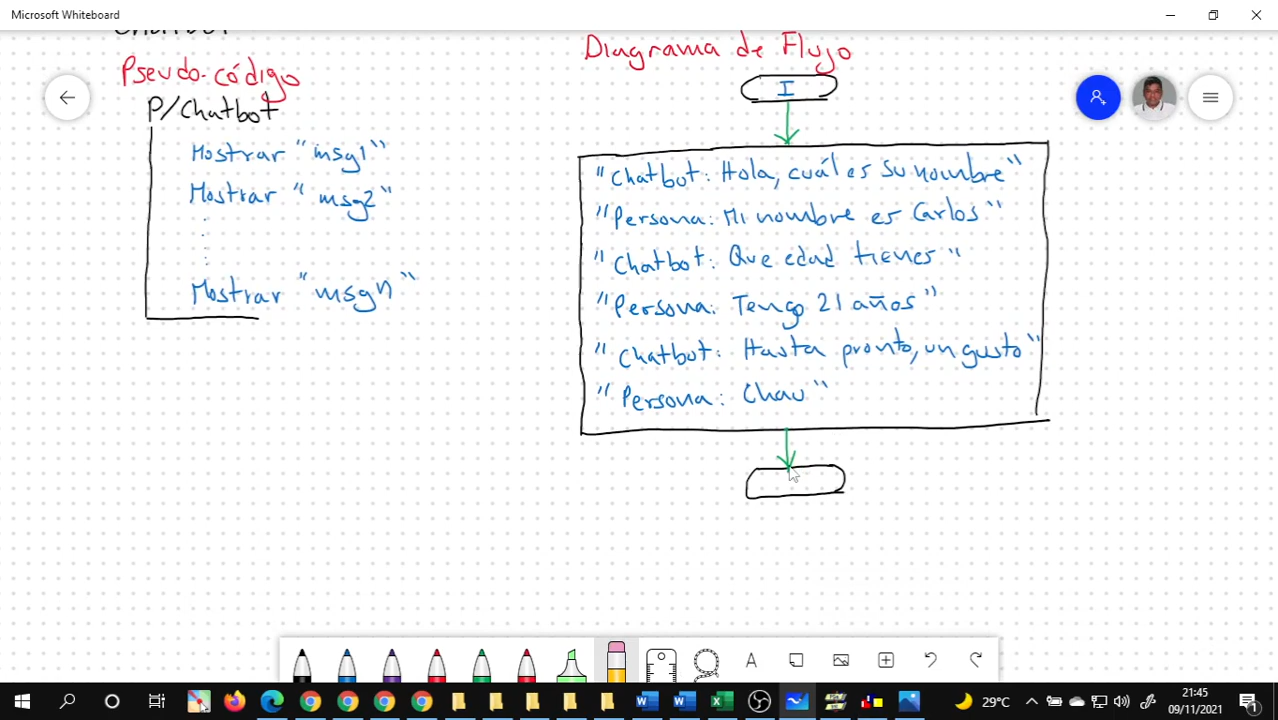 Microsoft Whiteboard
Chatbot
Pseudo-código
P/Chatbot
Mostrar "msg1"
Mostrar "msg2"
Mostrar "msgn"
Diagrama de Flujo
I
"Chatbot: Hola, cuál es su nombre"
"Persona: Mi nombre es Carlos"
"Chatbot: Que edad tienes"
"Persona: Tengo 21 años"
"Chatbot: Hasta pronto, un gusto"
"Persona: Chau"
29°C
21:45
09/11/2021